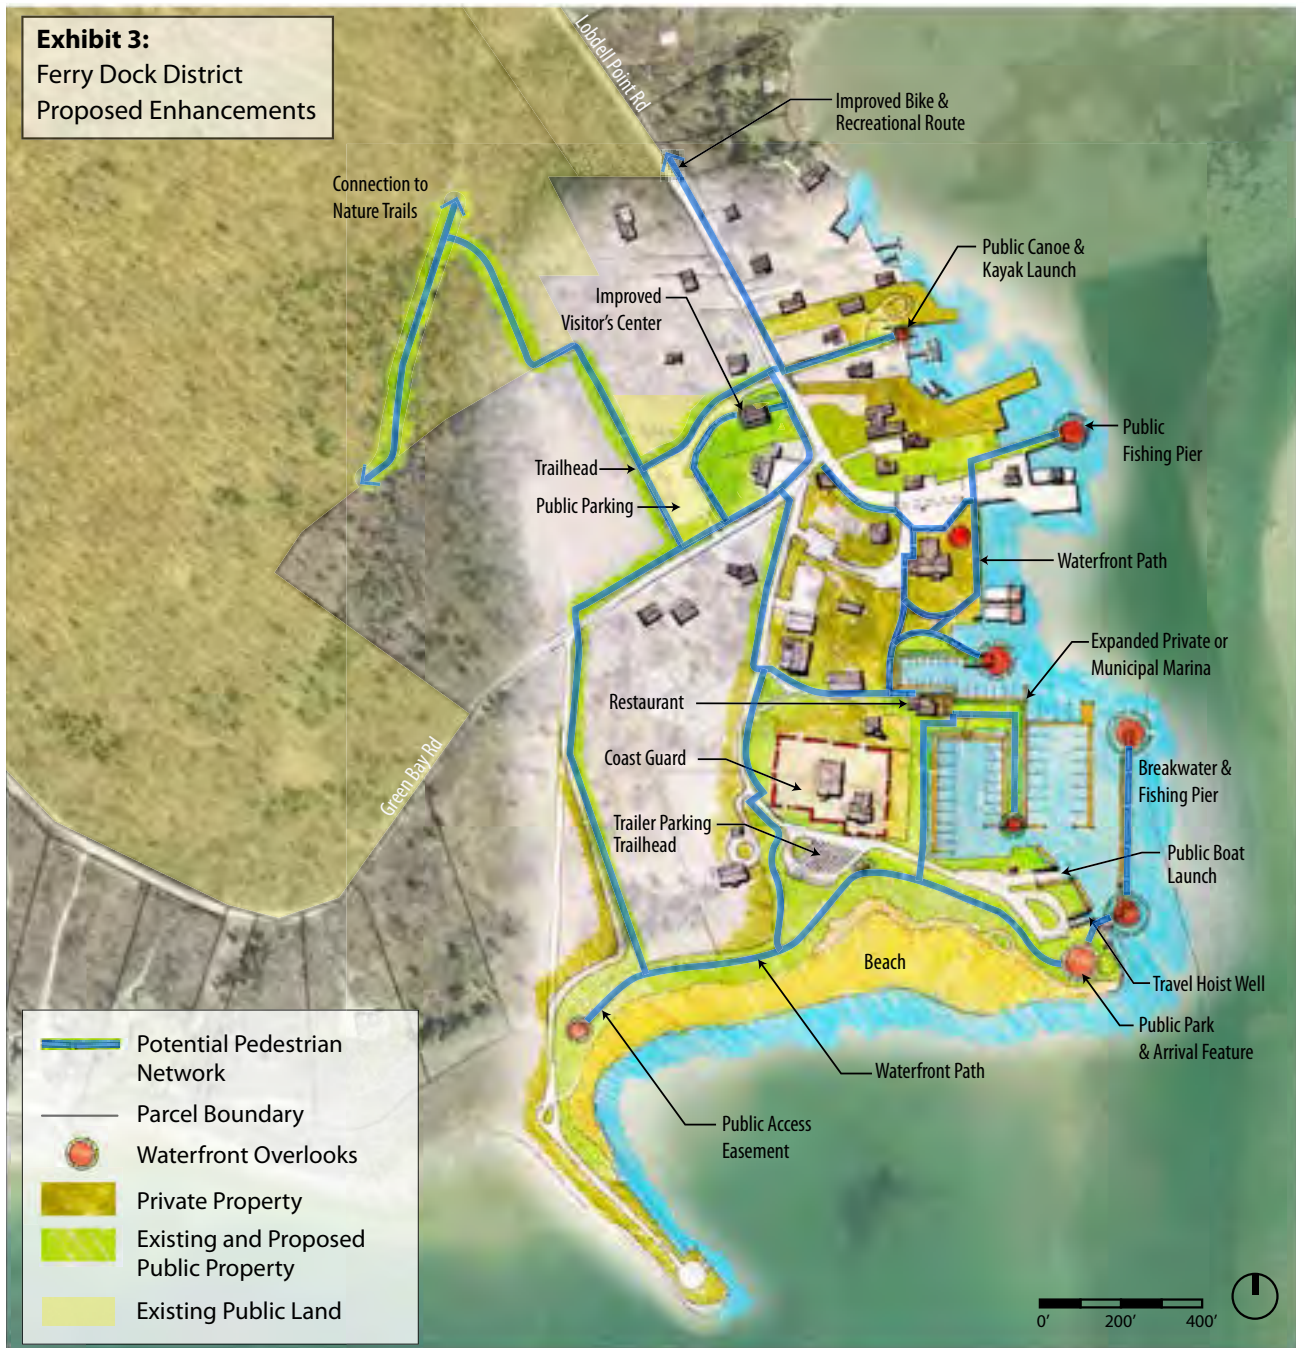 Exhibit 3:
Ferry Dock District
Proposed Enhancements
Lobdell Point Rd
Improved Bike &
Recreational Route
Connection to
Nature Trails
Public Canoe &
Kayak Launch
Improved
Visitor's Center
Public
Fishing Pier
Trailhead
Public Parking
Waterfront Path
Expanded Private or
Municipal Marina
Restaurant
Green Bay Rd
Coast Guard
Breakwater &
Fishing Pier
Trailer Parking
Trailhead
Public Boat
Launch
Beach
Travel Hoist Well
Public Park
& Arrival Feature
Waterfront Path
Public Access
Easement
Potential Pedestrian
Network
Parcel Boundary
Waterfront Overlooks
Private Property
Existing and Proposed
Public Property
Existing Public Land
0' 200' 400'